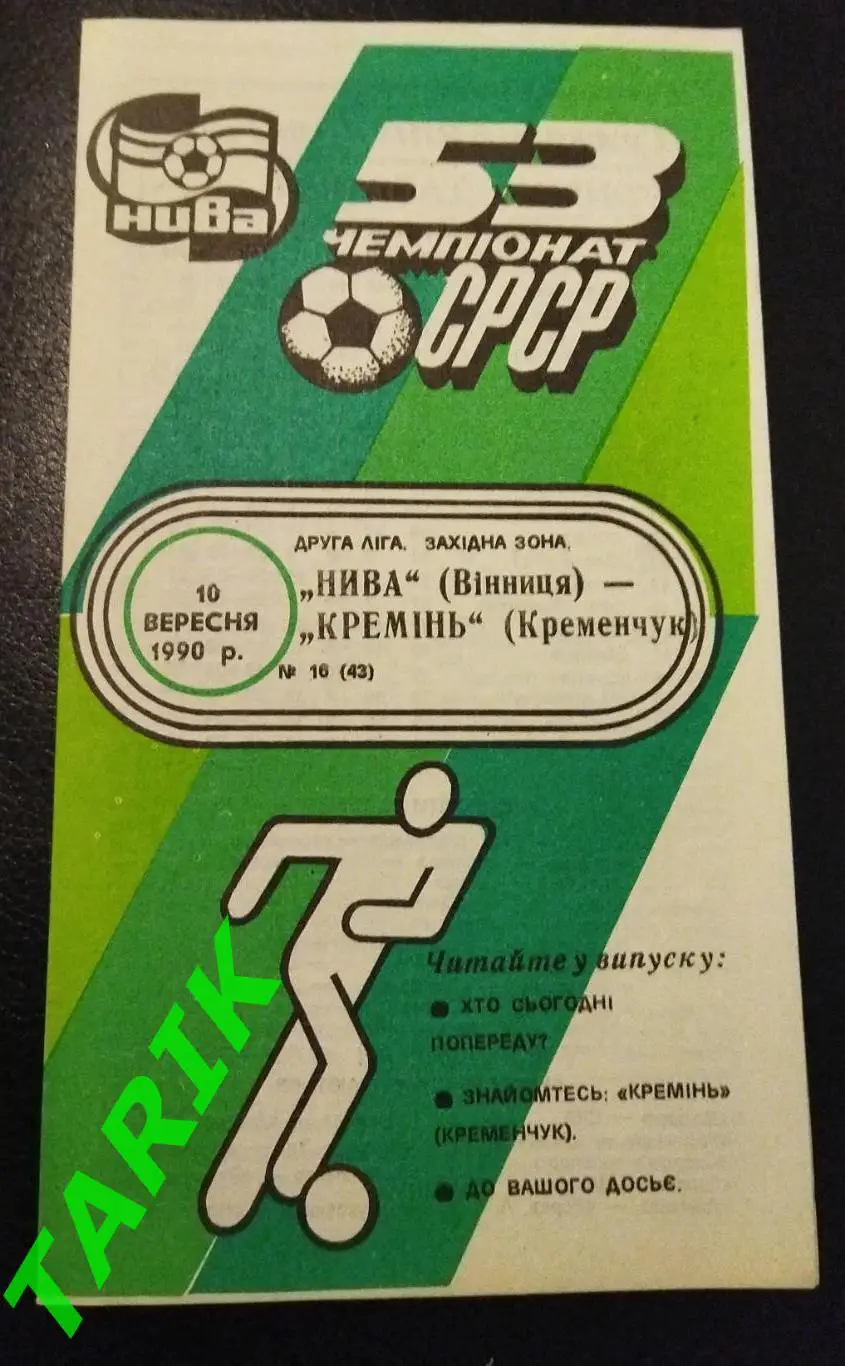 нива
53
ЧЕМПІОНАТ
СРСР
ДРУГА ЛІГА. ЗАХІДНА ЗОНА.
10
ВЕРЕСНЯ
1990 р.
„НИВА“ (Вінниця) —
„КРЕМІНЬ“ (Кременчук)
№ 16 (43)
Читайте у випуску:
● ХТО СЬОГОДНІ
ПОПЕРЕДУ?
● ЗНАЙОМТЕСЬ: «КРЕМІНЬ»
(КРЕМЕНЧУК).
● ДО ВАШОГО ДОСЬЄ.
TARIK